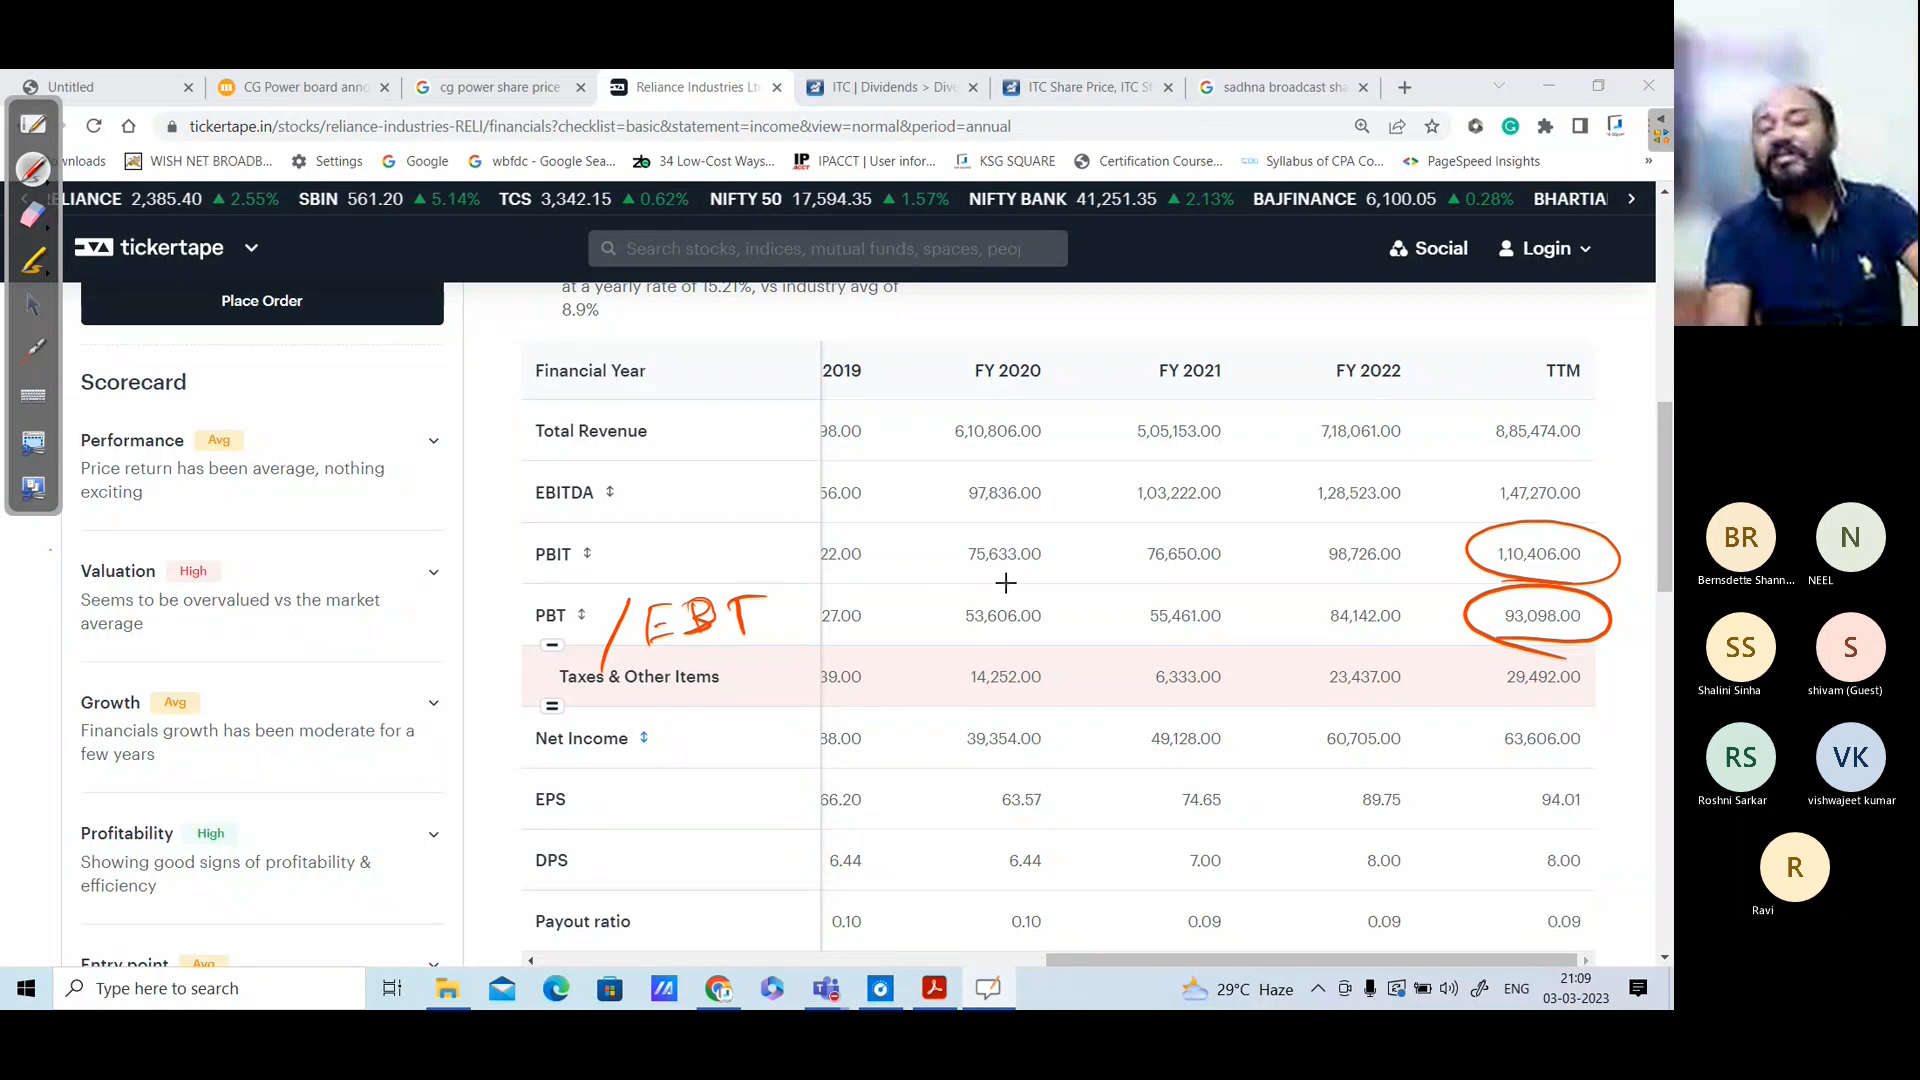 Untitled
CG Power board anno
cg power share price
Reliance Industries Lt
ITC | Dividends > Dive
ITC Share Price, ITC S
sadhna broadcast sha
tickertape.in/stocks/reliance-industries-RELI/financials?checklist=basic&statement=income&view=normal&period=annual
ownloads
WISH NET BROADB...
Settings
Google
wbfdc - Google Sea...
34 Low-Cost Ways...
IPACCT | User infor...
KSG SQUARE
Certification Course...
Syllabus of CPA Co...
PageSpeed Insights
»
ELIANCE 2,385.40 2.55% SBIN 561.20 5.14% TCS 3,342.15 0.62% NIFTY 50 17,594.35 1.57% NIFTY BANK 41,251.35 2.13% BAJFINANCE 6,100.05 0.28% BHARTIA
tickertape
Search stocks, indices, mutual funds, spaces, peo
Social
Login
Place Order
Scorecard
Performance Avg
Price return has been average, nothing
exciting
Valuation High
Seems to be overvalued vs the market
average
Growth Avg
Financials growth has been moderate for a
few years
Profitability High
Showing good signs of profitability &
efficiency
Entry point Avg
at a yearly rate of 15.21%, vs industry avg of
8.9%
Financial Year 2019 FY 2020 FY 2021 FY 2022 TTM
Total Revenue 98.00 6,10,806.00 5,05,153.00 7,18,061.00 8,85,474.00
EBITDA 56.00 97,836.00 1,03,222.00 1,28,523.00 1,47,270.00
PBIT 22.00 75,633.00 76,650.00 98,726.00 1,10,406.00
PBT / EBT 27.00 53,606.00 55,461.00 84,142.00 93,098.00
Taxes & Other Items 39.00 14,252.00 6,333.00 23,437.00 29,492.00
Net Income 38.00 39,354.00 49,128.00 60,705.00 63,606.00
EPS 66.20 63.57 74.65 89.75 94.01
DPS 6.44 6.44 7.00 8.00 8.00
Payout ratio 0.10 0.10 0.09 0.09 0.09
BR
Bernsdette Shann...
N
NEEL
SS
Shalini Sinha
S
shivam (Guest)
RS
Roshni Sarkar
VK
vishwajeet kumar
R
Ravi
Type here to search
29°C Haze
ENG
21:09
03-03-2023